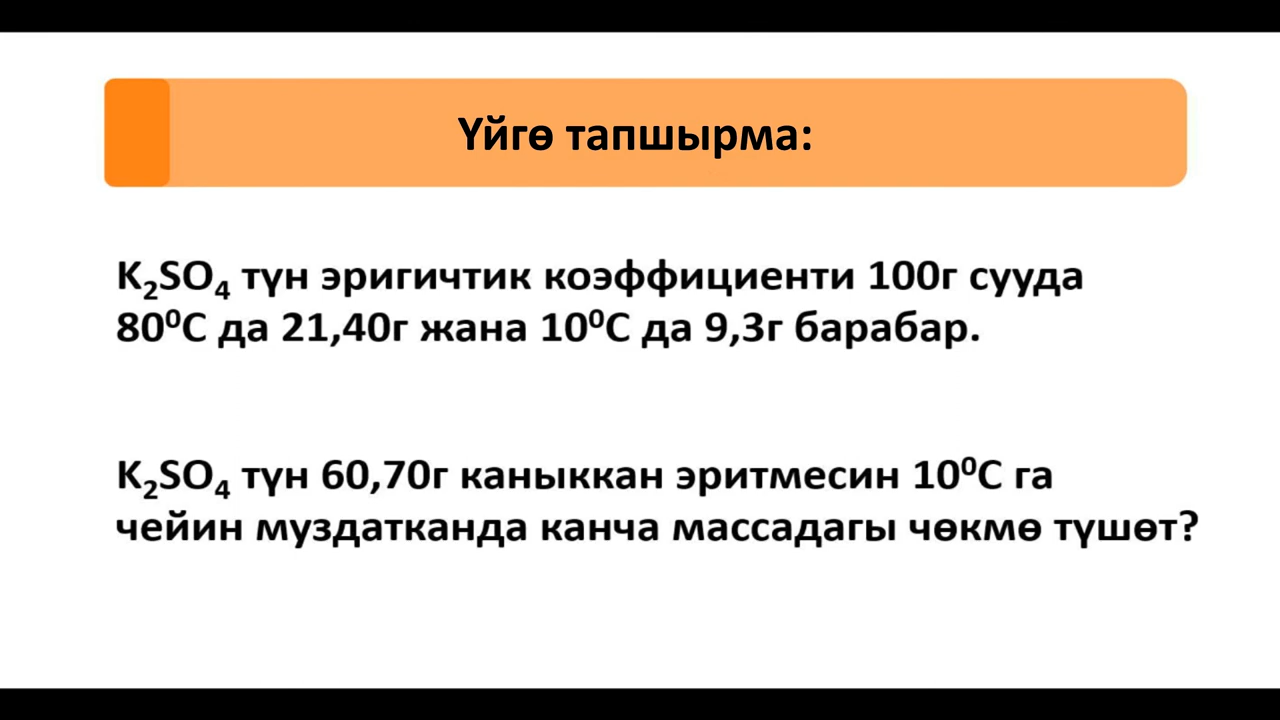 Үйгө тапшырма:
K₂SO₄ түн эригичтик коэффициенти 100г сууда
80⁰С да 21,40г жана 10⁰С да 9,3г барабар.
K₂SO₄ түн 60,70г каныккан эритмесин 10⁰С га
чейин муздатканда канча массадагы чөкмө түшөт?